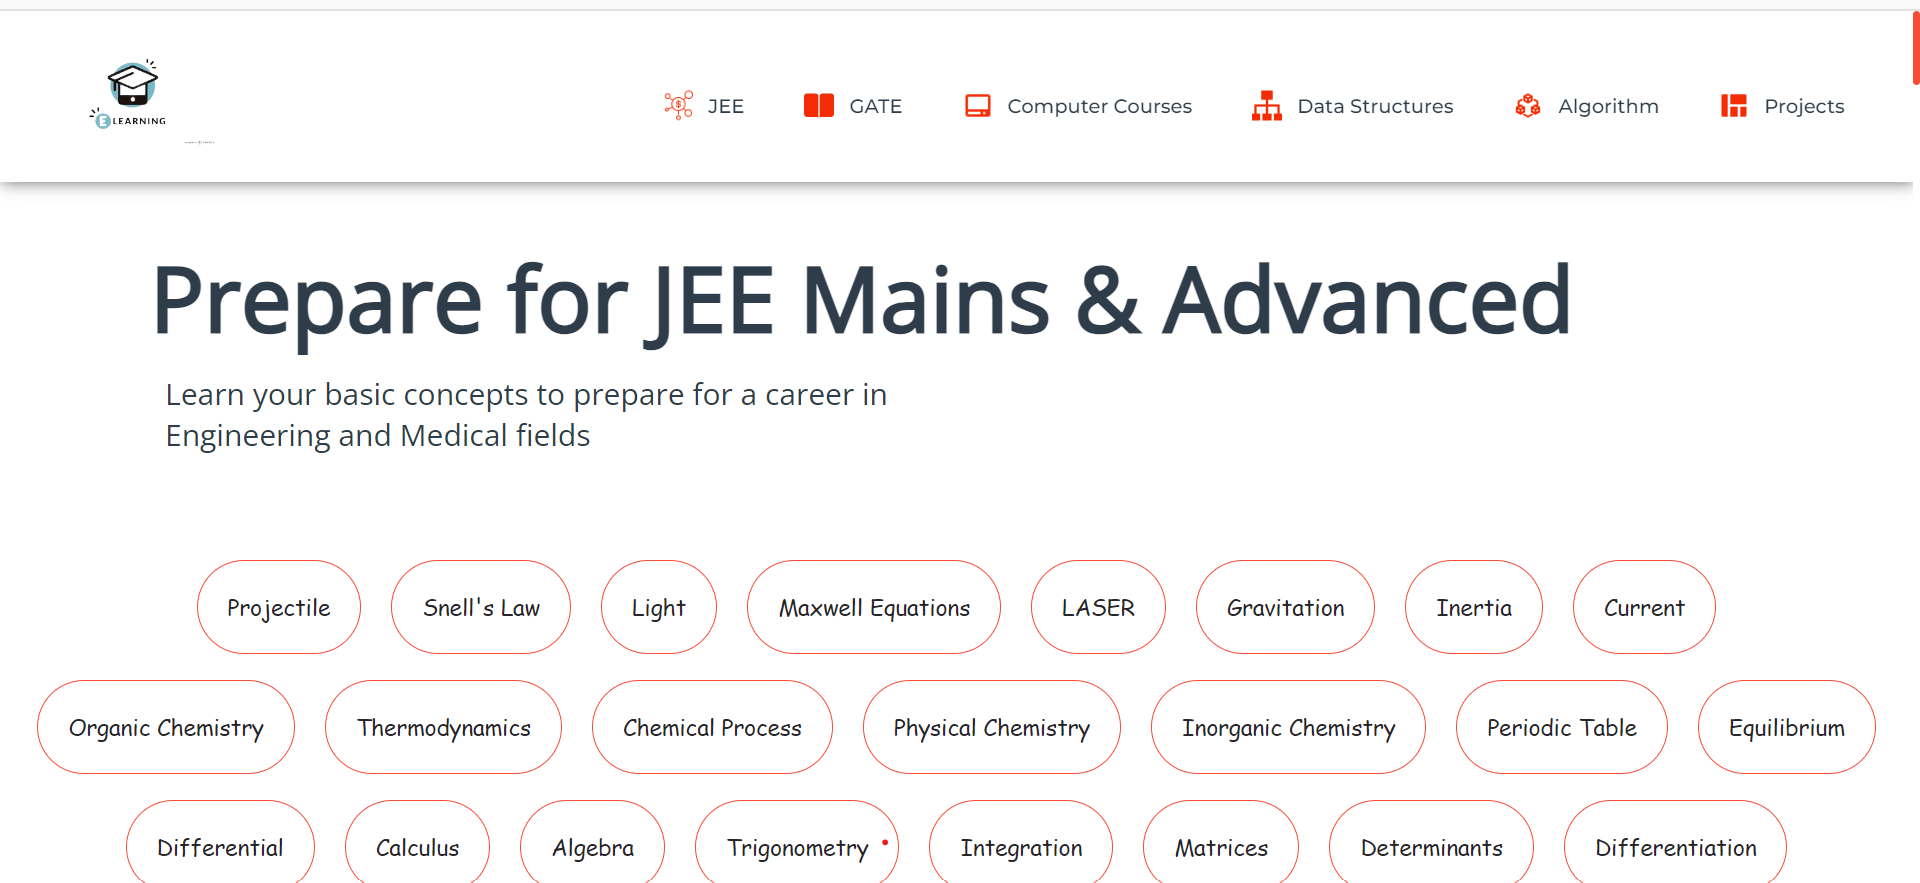 E LEARNING
JEE
GATE
Computer Courses
Data Structures
Algorithm
Projects
Prepare for JEE Mains & Advanced
Learn your basic concepts to prepare for a career in
Engineering and Medical fields
Projectile
Snell's Law
Light
Maxwell Equations
LASER
Gravitation
Inertia
Current
Organic Chemistry
Thermodynamics
Chemical Process
Physical Chemistry
Inorganic Chemistry
Periodic Table
Equilibrium
Differential
Calculus
Algebra
Trigonometry
Integration
Matrices
Determinants
Differentiation